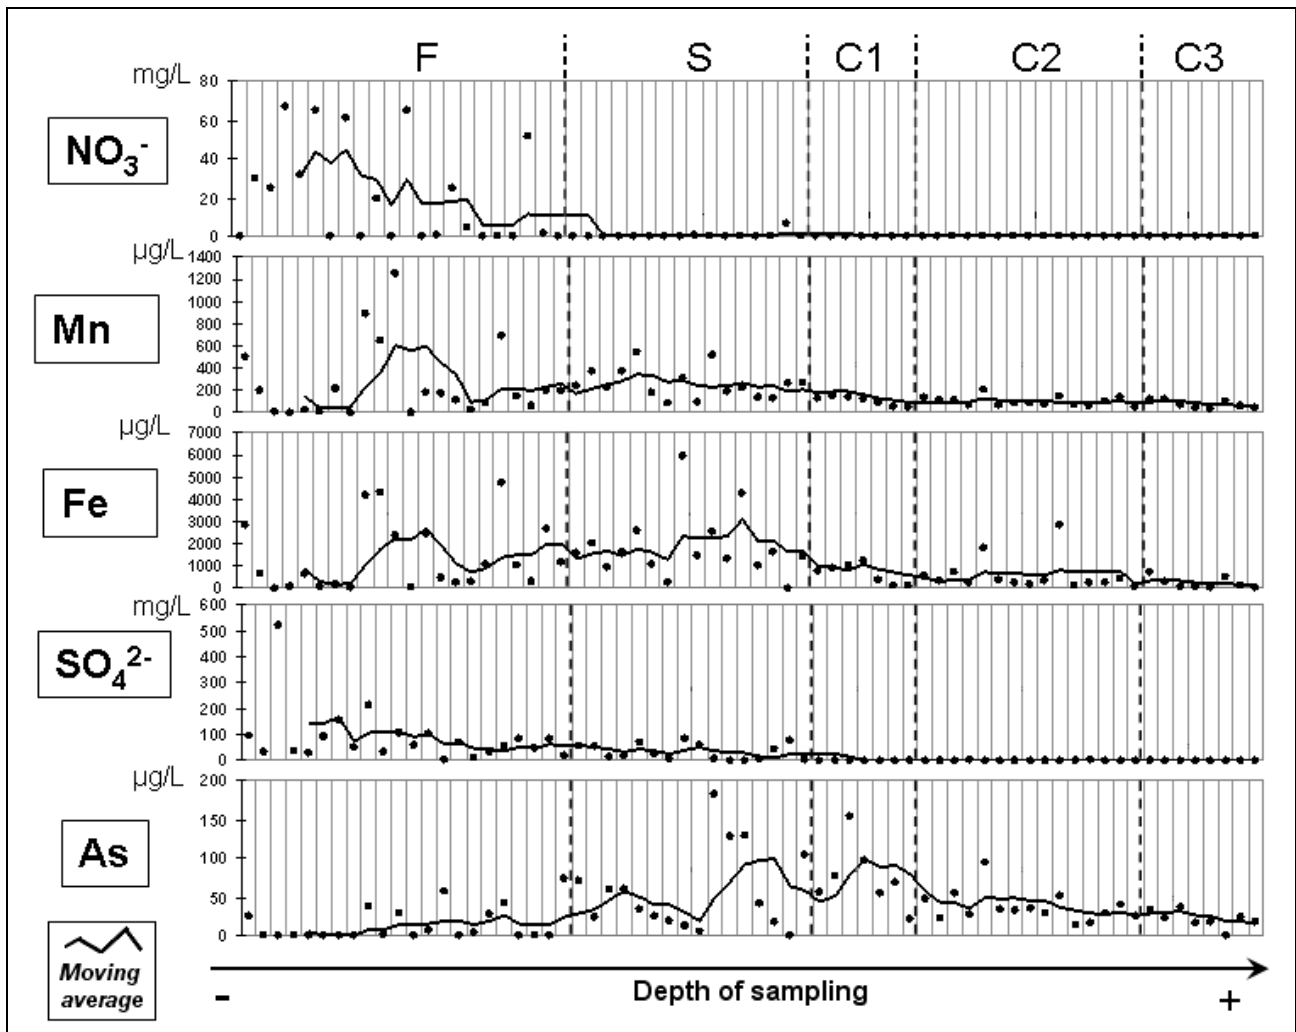 F S C1 C2 C3
mg/L
80
60
40
20
0
NO₃⁻
µg/L
1400
1200
1000
800
600
400
200
0
Mn
µg/L
7000
6000
5000
4000
3000
2000
1000
0
Fe
mg/L
600
500
400
300
200
100
0
SO₄²⁻
µg/L
200
150
100
50
0
As
Moving
average
- Depth of sampling +